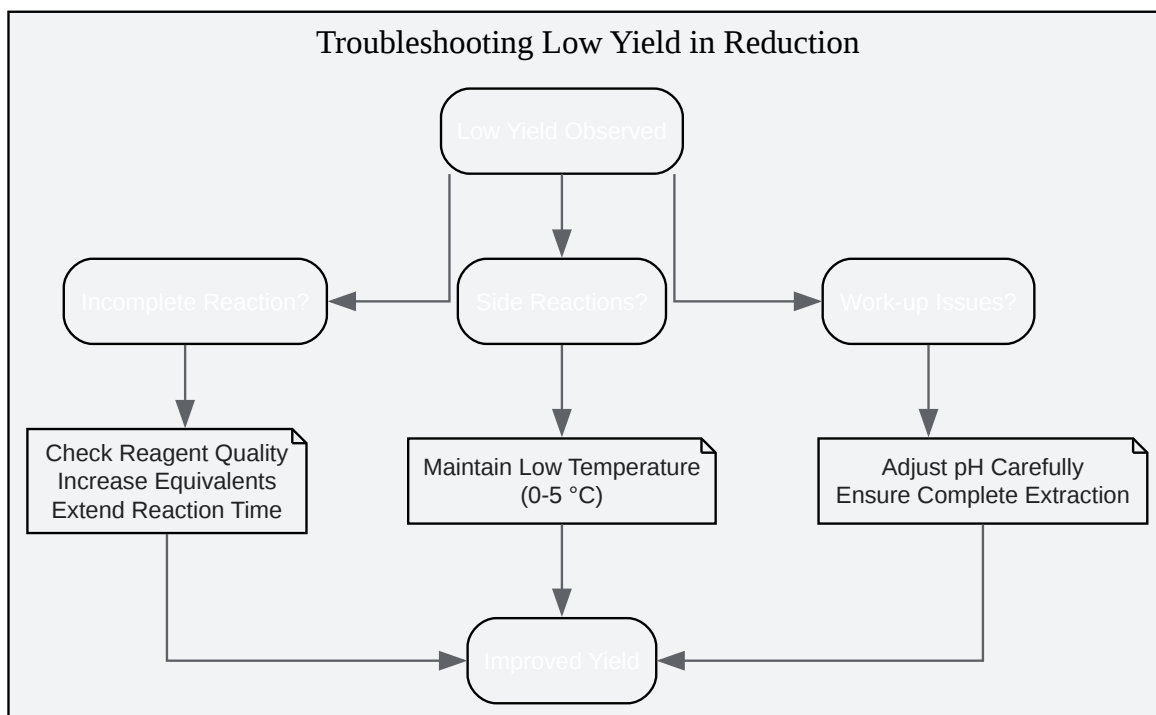 Troubleshooting Low Yield in Reduction
Low Yield Observed
Incomplete Reaction?
Side Reactions?
Work-up Issues?
Check Reagent Quality
Increase Equivalents
Extend Reaction Time
Maintain Low Temperature
(0-5 °C)
Adjust pH Carefully
Ensure Complete Extraction
Improved Yield